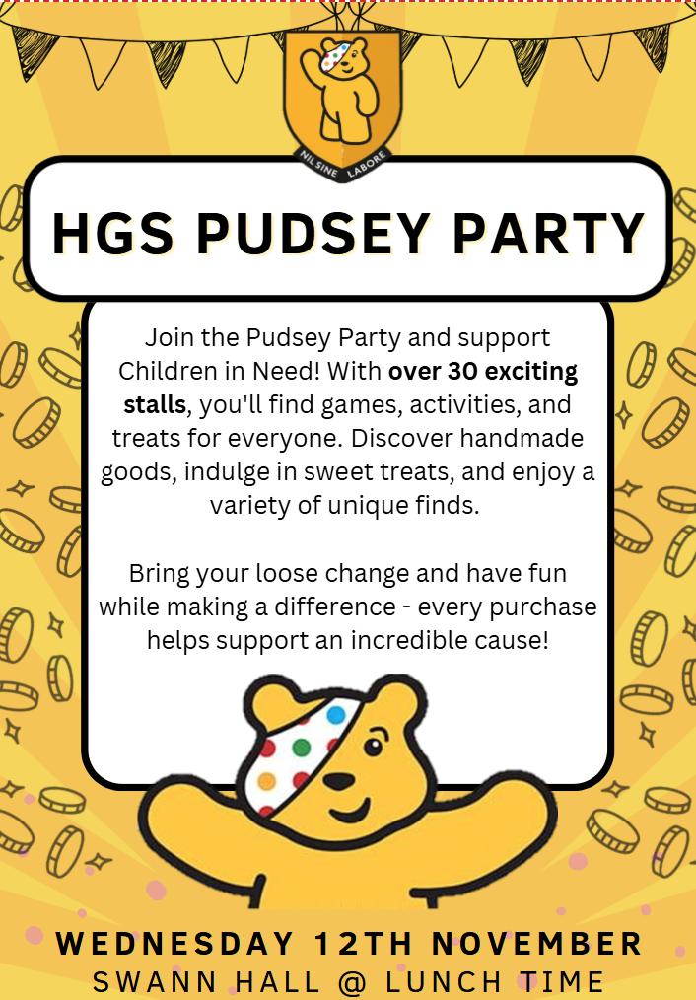 NILSINE LABORE
HGS PUDSEY PARTY
Join the Pudsey Party and support
Children in Need! With over 30 exciting
stalls, you'll find games, activities, and
treats for everyone. Discover handmade
goods, indulge in sweet treats, and enjoy a
variety of unique finds.
Bring your loose change and have fun
while making a difference - every purchase
helps support an incredible cause!
WEDNESDAY 12TH NOVEMBER
SWANN HALL @ LUNCH TIME